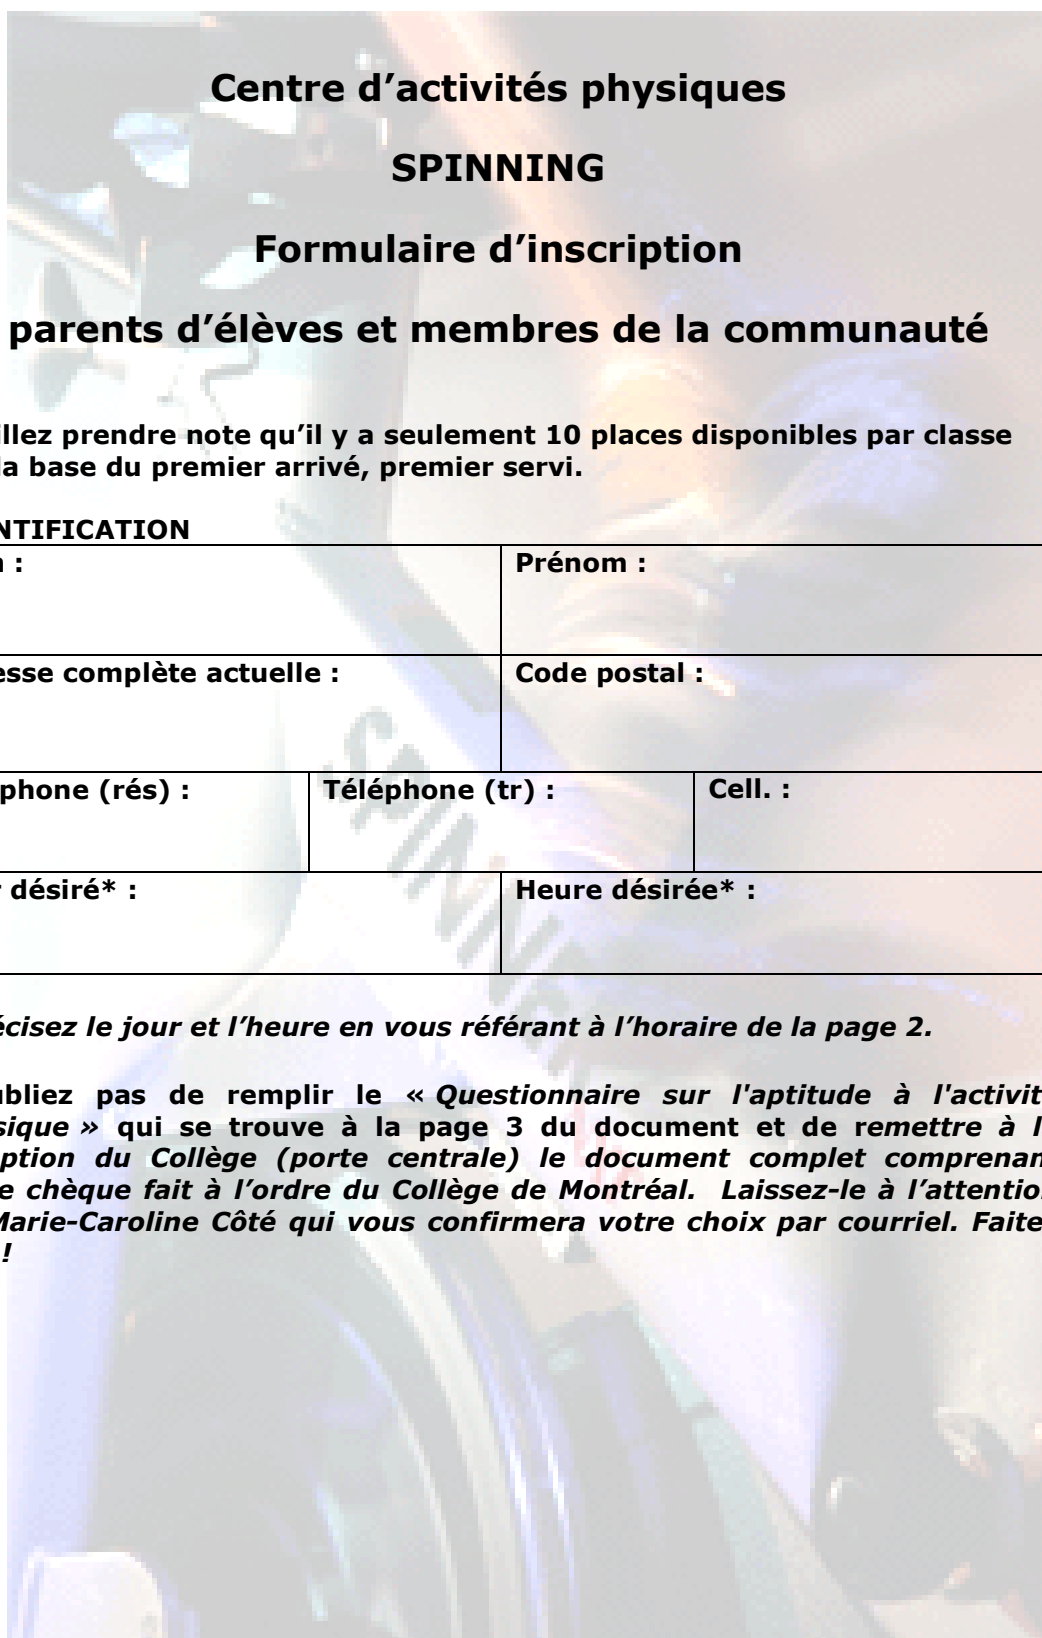 Centre d’activités physiques
SPINNING
Formulaire d’inscription
parents d’élèves et membres de la communauté
illez prendre note qu’il y a seulement 10 places disponibles par classe
la base du premier arrivé, premier servi.
NTIFICATION
Prénom :
esse complète actuelle : Code postal :
phone (rés) : Téléphone (tr) : Cell. :
désiré* : Heure désirée* :
écisez le jour et l’heure en vous référant à l’horaire de la page 2.
ubliez pas de remplir le « Questionnaire sur l'aptitude à l'activit
sique » qui se trouve à la page 3 du document et de remettre à l
ption du Collège (porte centrale) le document complet comprenan
e chèque fait à l’ordre du Collège de Montréal. Laissez-le à l’attentio
Marie-Caroline Côté qui vous confirmera votre choix par courriel. Faite
!
SPINNER